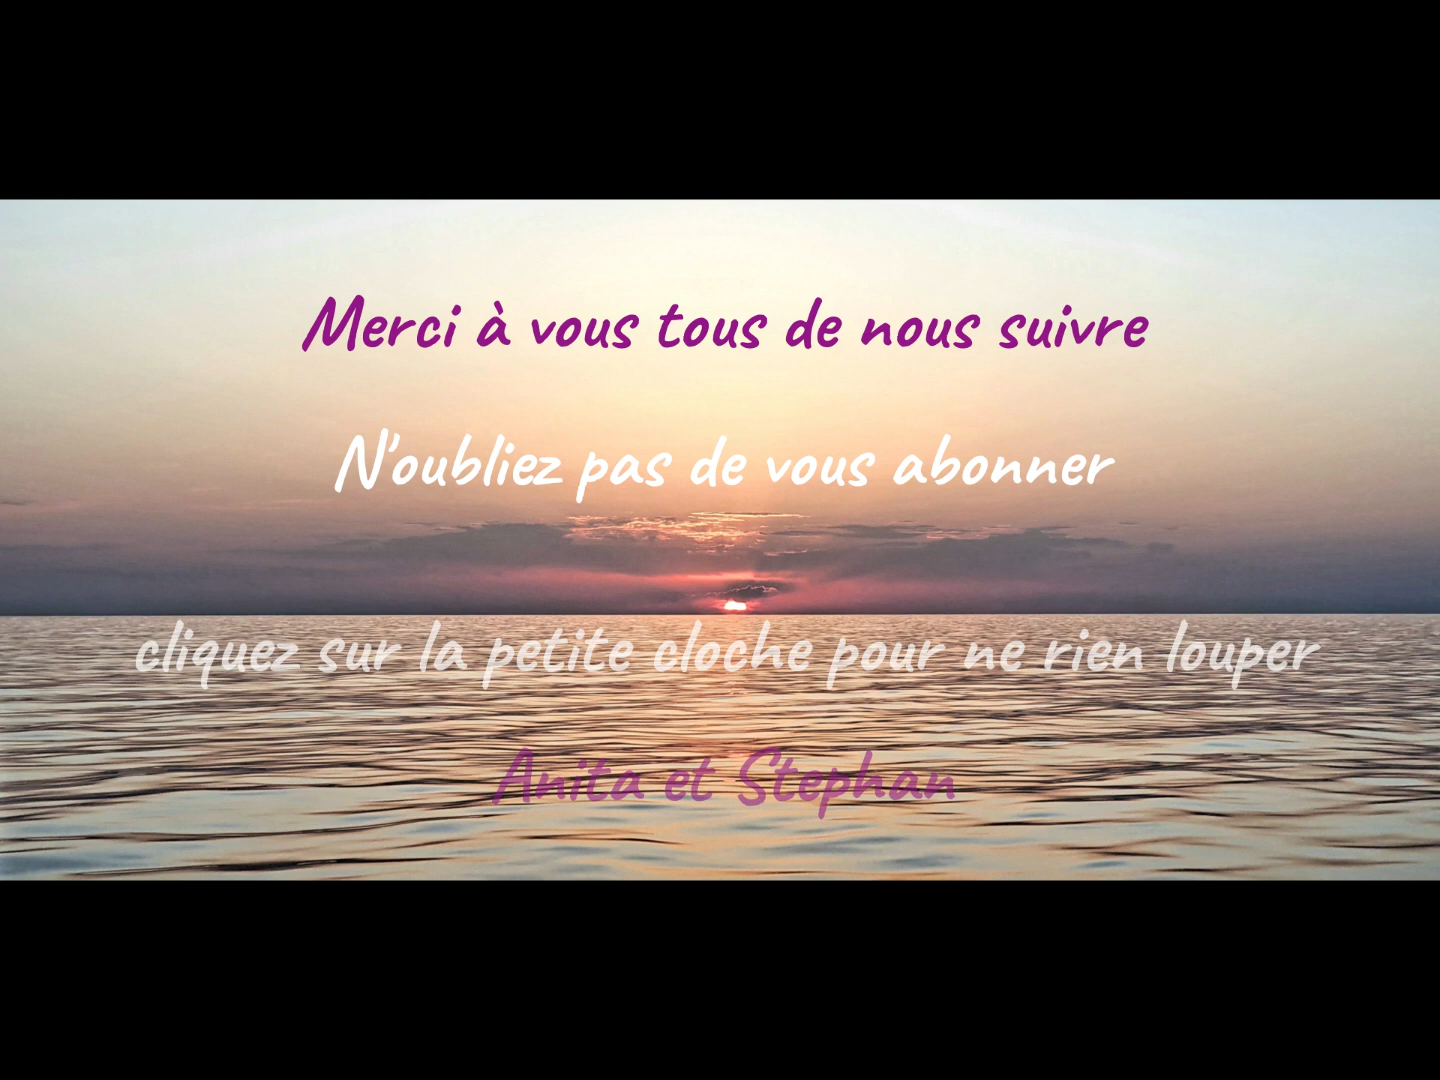 Merci à vous tous de nous suivre
N'oubliez pas de vous abonner
cliquez sur la petite cloche pour ne rien louper
Anita et Stephan